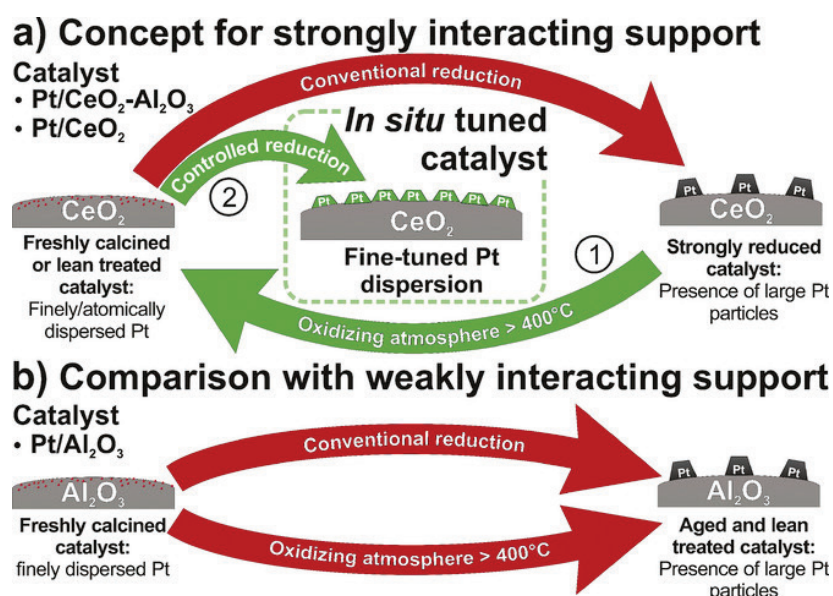 a) Concept for strongly interacting support
Catalyst
• Pt/CeO₂-Al₂O₃
• Pt/CeO₂
Conventional reduction
In situ tuned
catalyst
Controlled reduction
2
Pt Pt Pt Pt Pt Pt Pt
CeO₂
Fine-tuned Pt
dispersion
CeO₂
Freshly calcined
or lean treated
catalyst:
Finely/atomically
dispersed Pt
Pt Pt Pt
CeO₂
Strongly reduced
catalyst:
Presence of large Pt
particles
1
Oxidizing atmosphere > 400°C
b) Comparison with weakly interacting support
Catalyst
• Pt/Al₂O₃
Conventional reduction
Al₂O₃
Freshly calcined
catalyst:
finely dispersed Pt
Oxidizing atmosphere > 400°C
Pt Pt Pt
Al₂O₃
Aged and lean
treated catalyst:
Presence of large Pt
particles